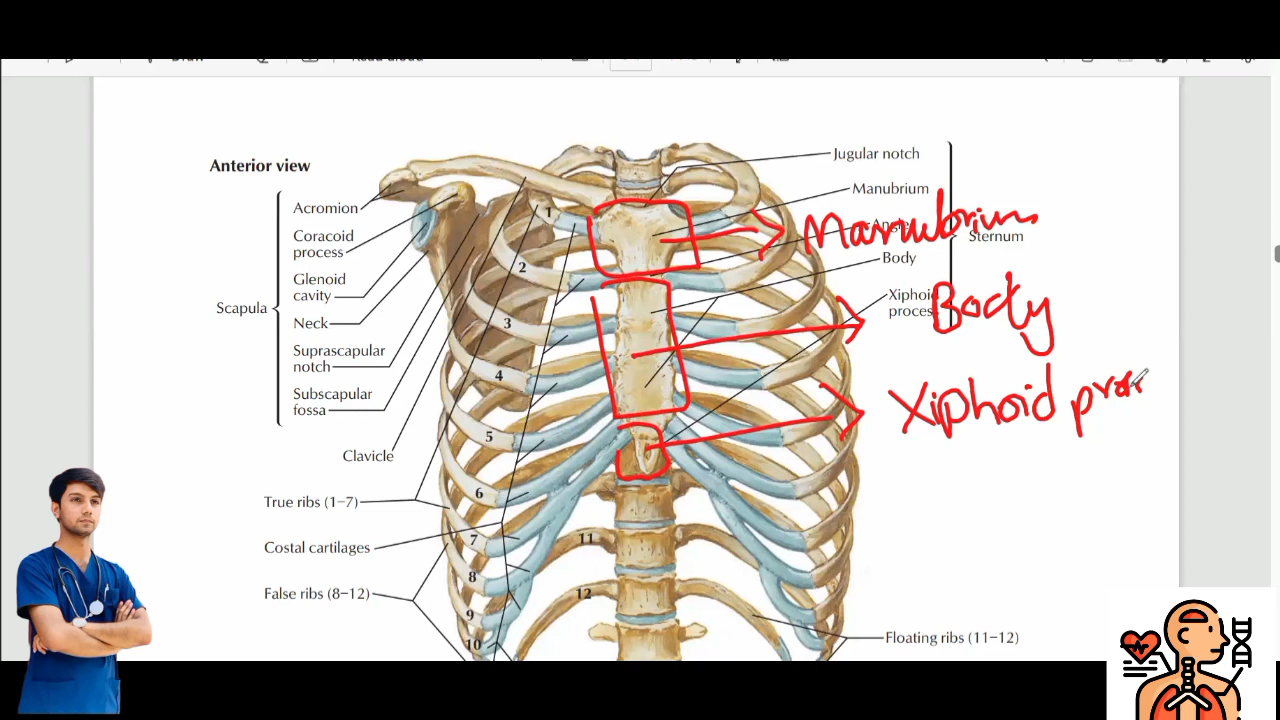 Anterior view
Jugular notch
Manubrium
Acromion
Coracoid
process
Glenoid
cavity
Scapula
Neck
Suprascapular
notch
Subscapular
fossa
Clavicle
True ribs (1–7)
Costal cartilages
False ribs (8–12)
1
2
3
4
5
6
7
8
9
10
11
12
Manubrium
Sternum
Body
Body
Xiphoid
Xiphoid
Floating ribs (11–12)